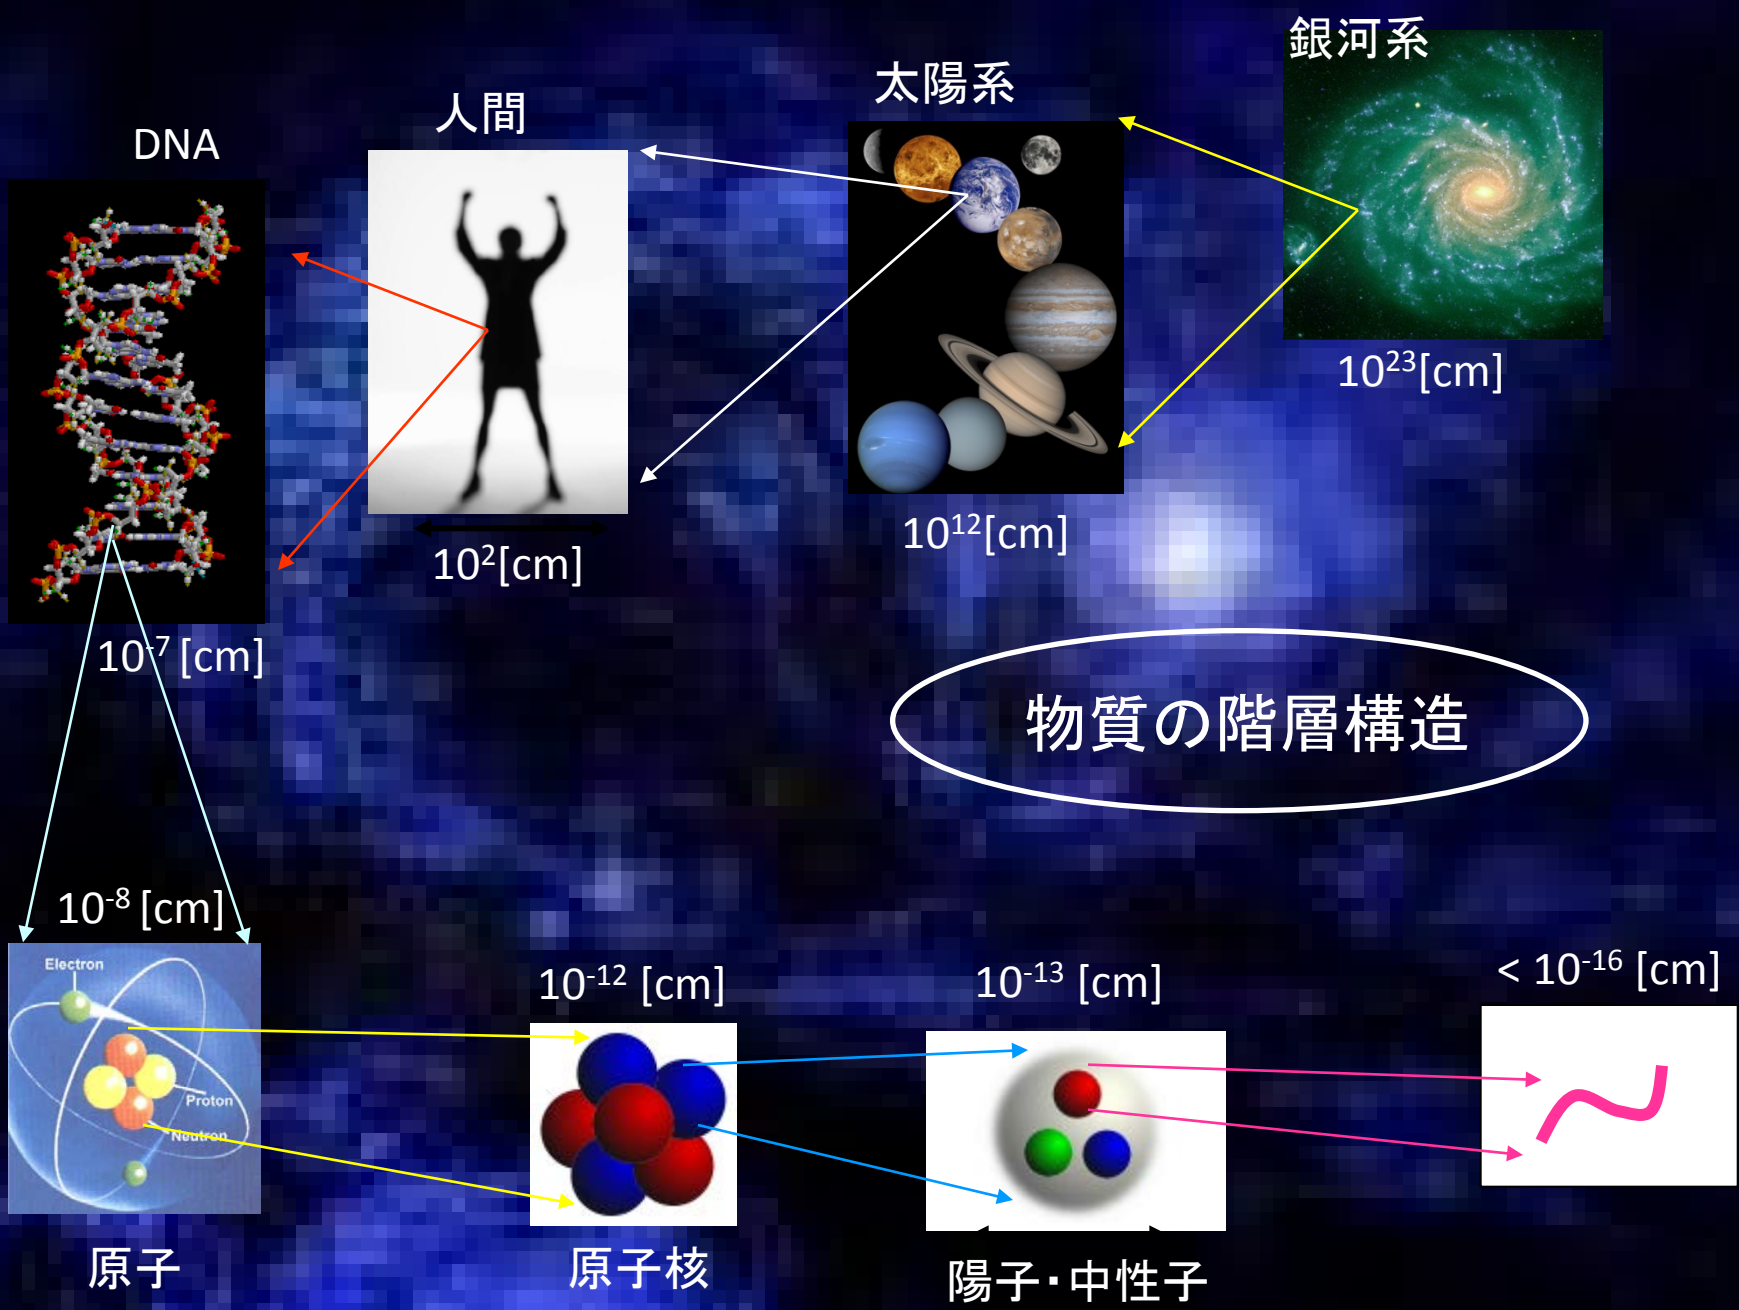 銀河系
太陽系
人間
DNA
10²³[cm]
10¹²[cm]
10²[cm]
10⁻⁷ [cm]
物質の階層構造
10⁻⁸ [cm]
10⁻¹² [cm]
10⁻¹³ [cm]
< 10⁻¹⁶ [cm]
Electron
Proton
Neutron
原子
原子核
陽子・中性子